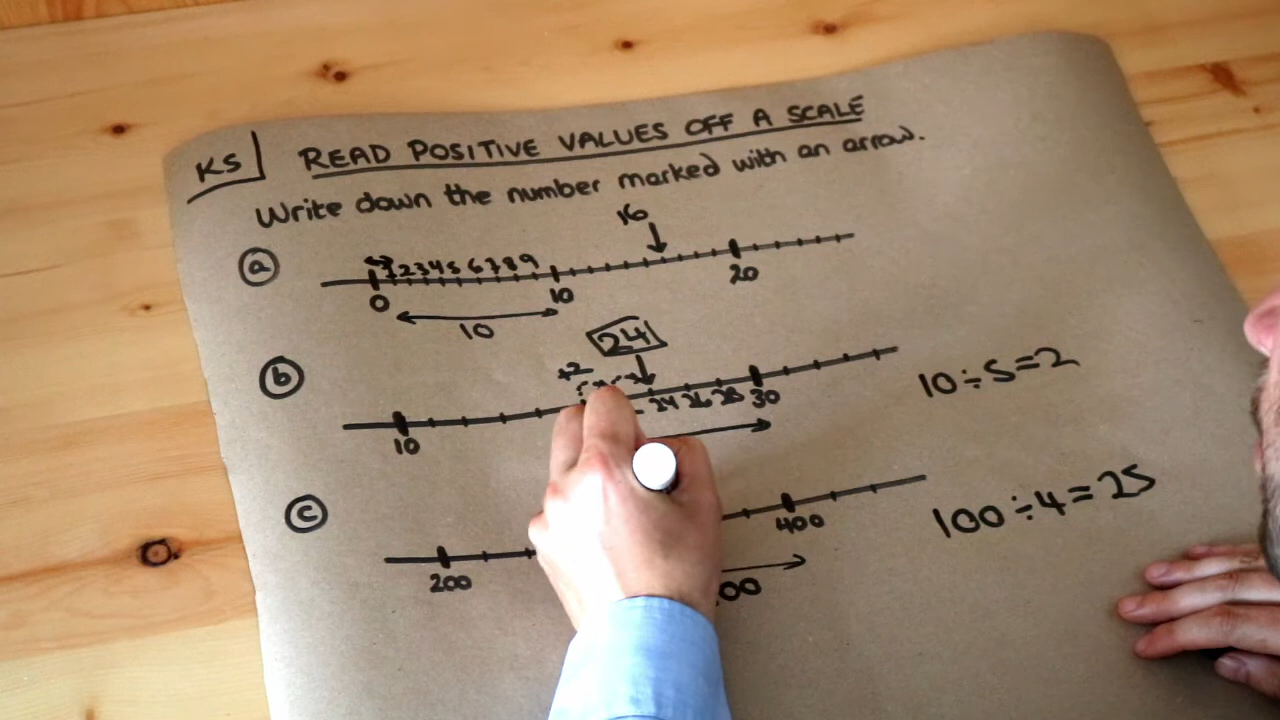 KS READ POSITIVE VALUES OFF A SCALE
Write down the number marked with an arrow.
16
a
1 2 3 4 5 6 7 8 9
0 10 20
10
24
b
+2
24 26 28 30
10
10÷5=2
c
400
200
100÷4=25